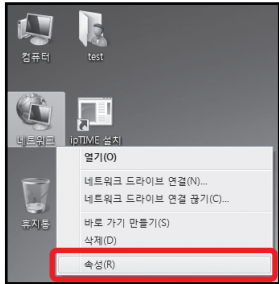 컴퓨터
test
네트워크
ipTIME 설치
휴지통
열기(O)
네트워크 드라이브 연결(N)...
네트워크 드라이브 연결 끊기(C)...
바로 가기 만들기(S)
삭제(D)
속성(R)